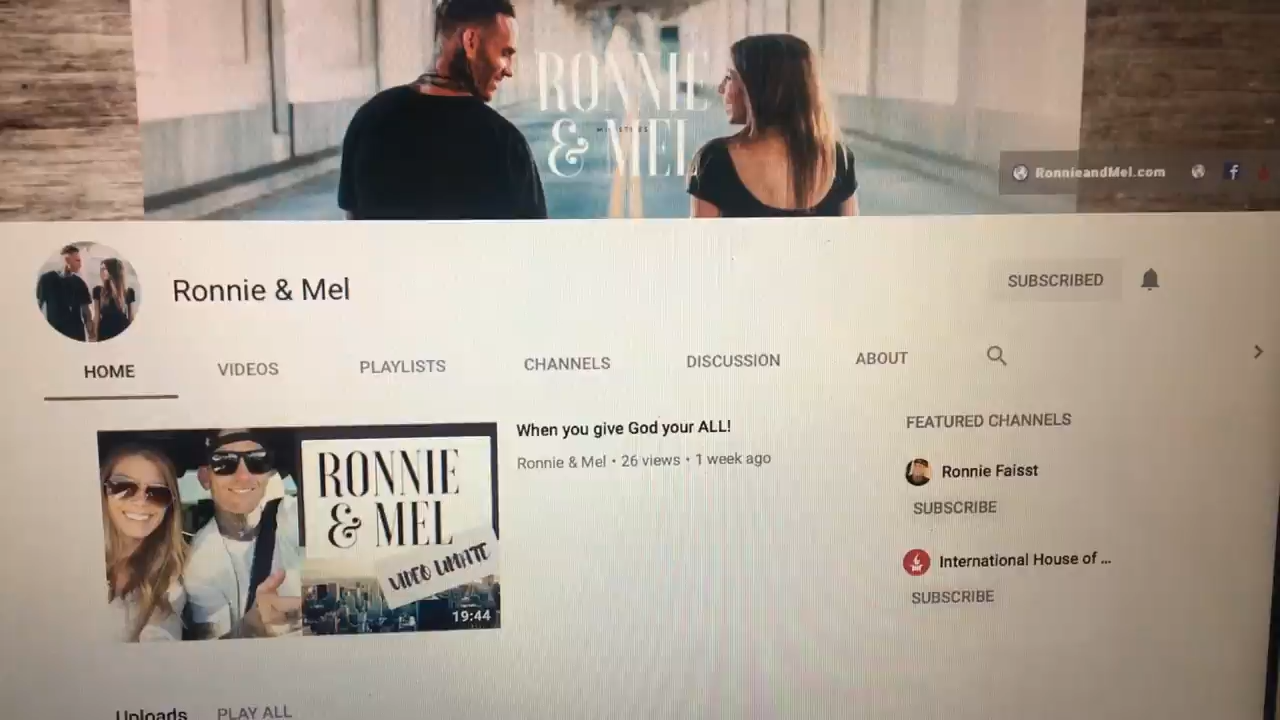 RONNIE
& MEL
RonnieandMel.com
Ronnie & Mel
SUBSCRIBED
HOME
VIDEOS
PLAYLISTS
CHANNELS
DISCUSSION
ABOUT
RONNIE
& MEL
19:44
When you give God your ALL!
Ronnie & Mel • 26 views • 1 week ago
FEATURED CHANNELS
Ronnie Faisst
SUBSCRIBE
International House of ...
SUBSCRIBE
Uploads
PLAY ALL